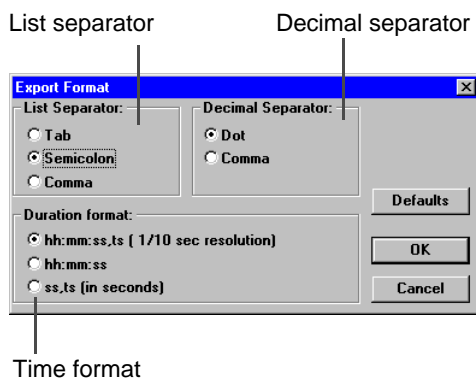 List separator
Decimal separator
Export Format
List Separator:
Tab
Semicolon
Comma
Decimal Separator:
Dot
Comma
Duration format:
hh:mm:ss,ts ( 1/10 sec resolution)
hh:mm:ss
ss,ts (in seconds)
Defaults
OK
Cancel
Time format